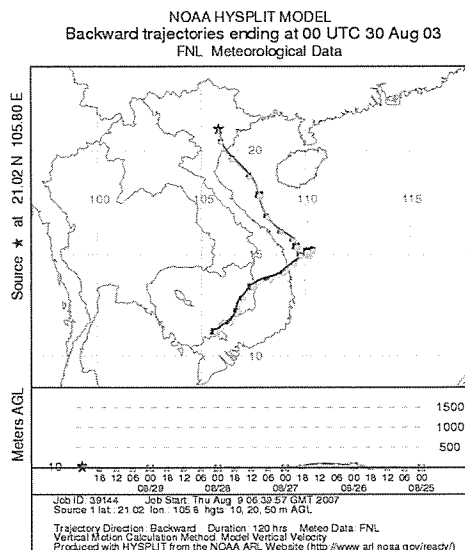 NOAA HYSPLIT MODEL
Backward trajectories ending at 00 UTC 30 Aug 03
FNL Meteorological Data
Source ★ at 21.02 N 105.80 E
20
100
105
110
115
10
Meters AGL
1500
1000
500
10
18 12 06 00 18 12 06 00 18 12 06 00 18 12 06 00 18 12 06 00
08/29 08/28 08/27 08/26 08/25
Job ID: 39144 Job Start: Thu Aug 9 06:39:57 GMT 2007
Source 1 lat.: 21.02 lon.: 105.8 hgts: 10, 20, 50 m AGL
Trajectory Direction: Backward Duration: 120 hrs Meteo Data: FNL
Vertical Motion Calculation Method: Model Vertical Velocity
Produced with HYSPLIT from the NOAA ARL Website (http://www.arl.noaa.gov/ready/)